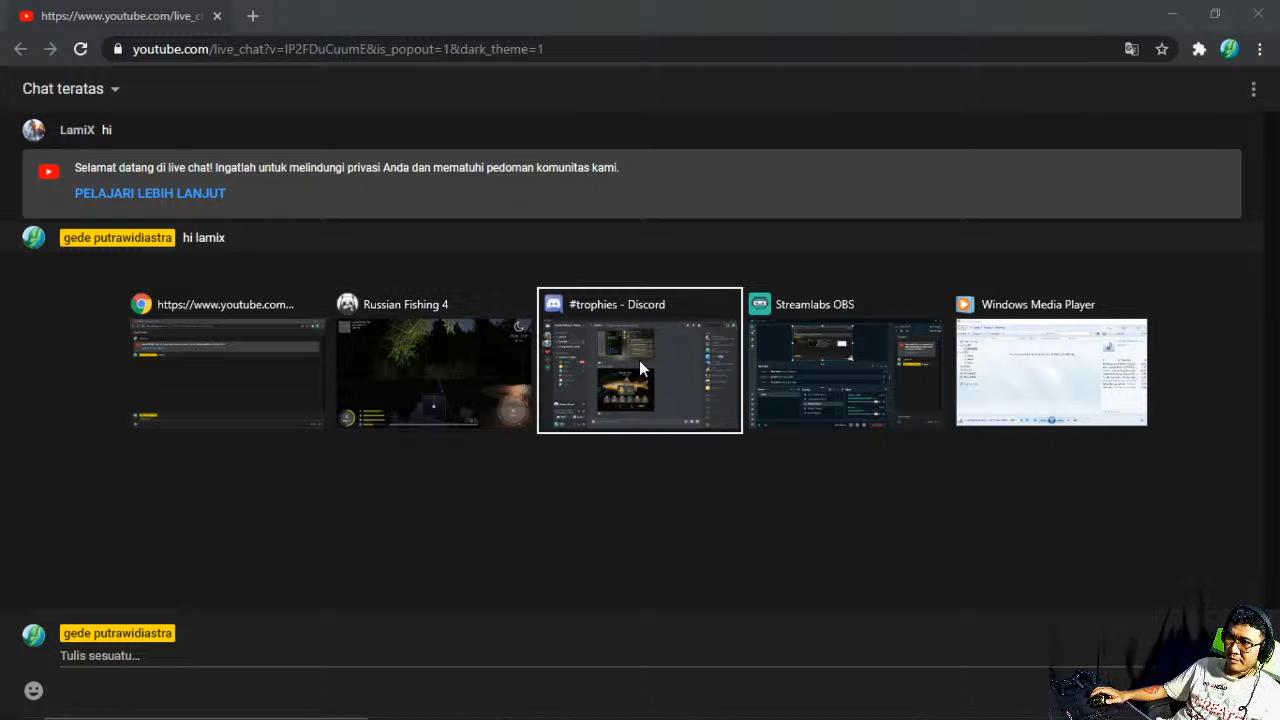 https://www.youtube.com/live_c
youtube.com/live_chat?v=IP2FDuCuumE&is_popout=1&dark_theme=1
Chat teratas
LamiX hi
Selamat datang di live chat! Ingatlah untuk melindungi privasi Anda dan mematuhi pedoman komunitas kami.
PELAJARI LEBIH LANJUT
gede putrawidiastra hi lamix
https://www.youtube.com... Russian Fishing 4 #trophies - Discord Streamlabs OBS Windows Media Player
gede putrawidiastra
Tulis sesuatu...